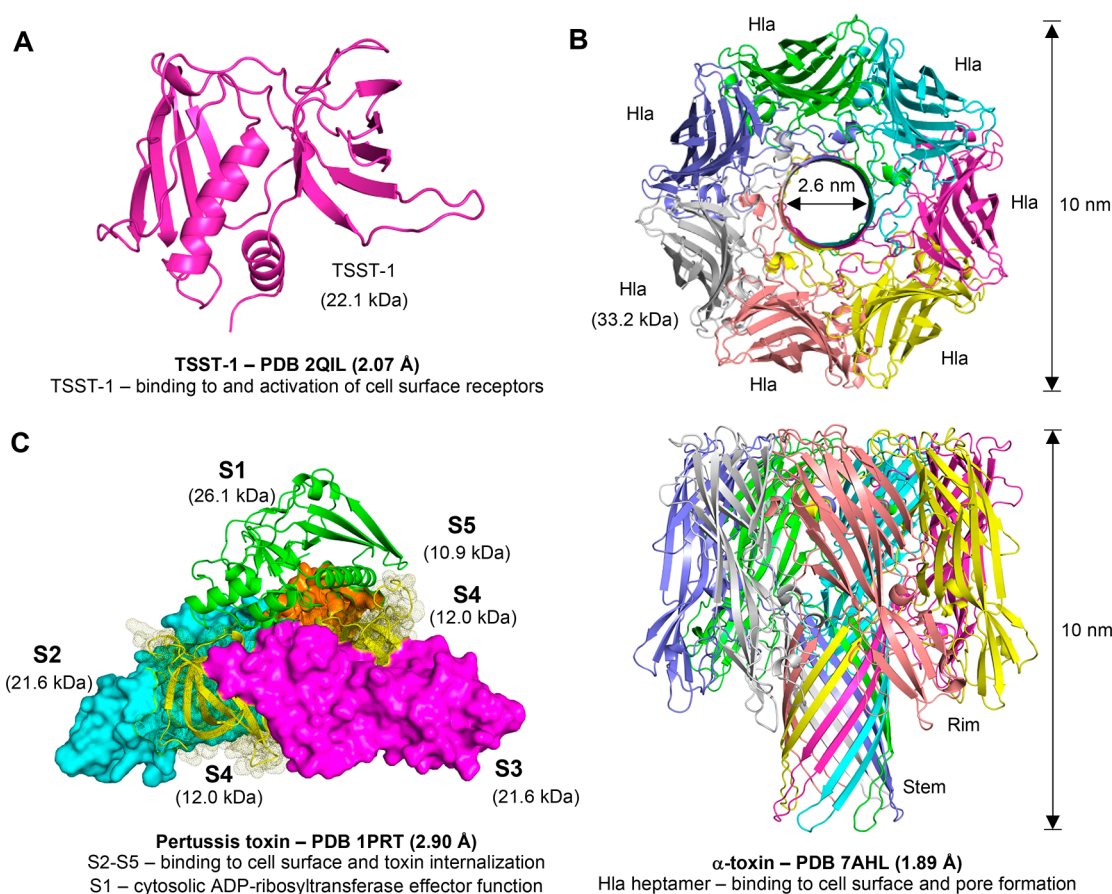 A
TSST-1
(22.1 kDa)
TSST-1 – PDB 2QIL (2.07 Å)
TSST-1 – binding to and activation of cell surface receptors
B
Hla
Hla
Hla
Hla
Hla
(33.2 kDa)
Hla
Hla
2.6 nm
10 nm
C
S1
(26.1 kDa)
S5
(10.9 kDa)
S4
(12.0 kDa)
S2
(21.6 kDa)
S4
(12.0 kDa)
S3
(21.6 kDa)
Pertussis toxin – PDB 1PRT (2.90 Å)
S2-S5 – binding to cell surface and toxin internalization
S1 – cytosolic ADP-ribosyltransferase effector function
10 nm
Rim
Stem
α-toxin – PDB 7AHL (1.89 Å)
Hla heptamer – binding to cell surface and pore formation